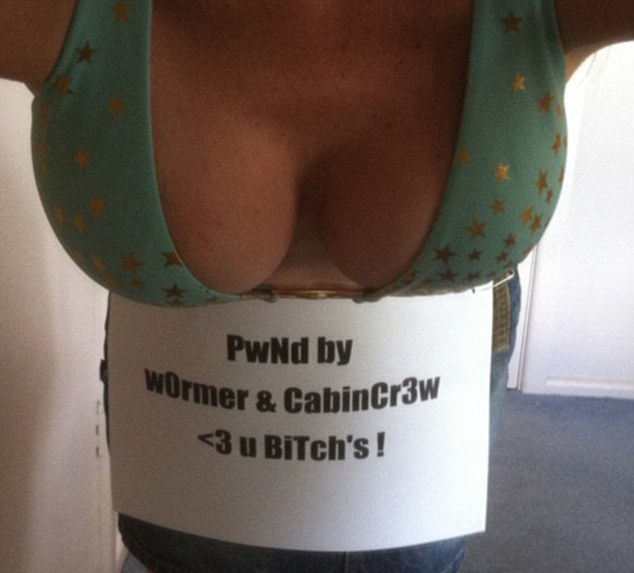 PwNd by
w0rmer & CabinCr3w
<3 u BiTch's !